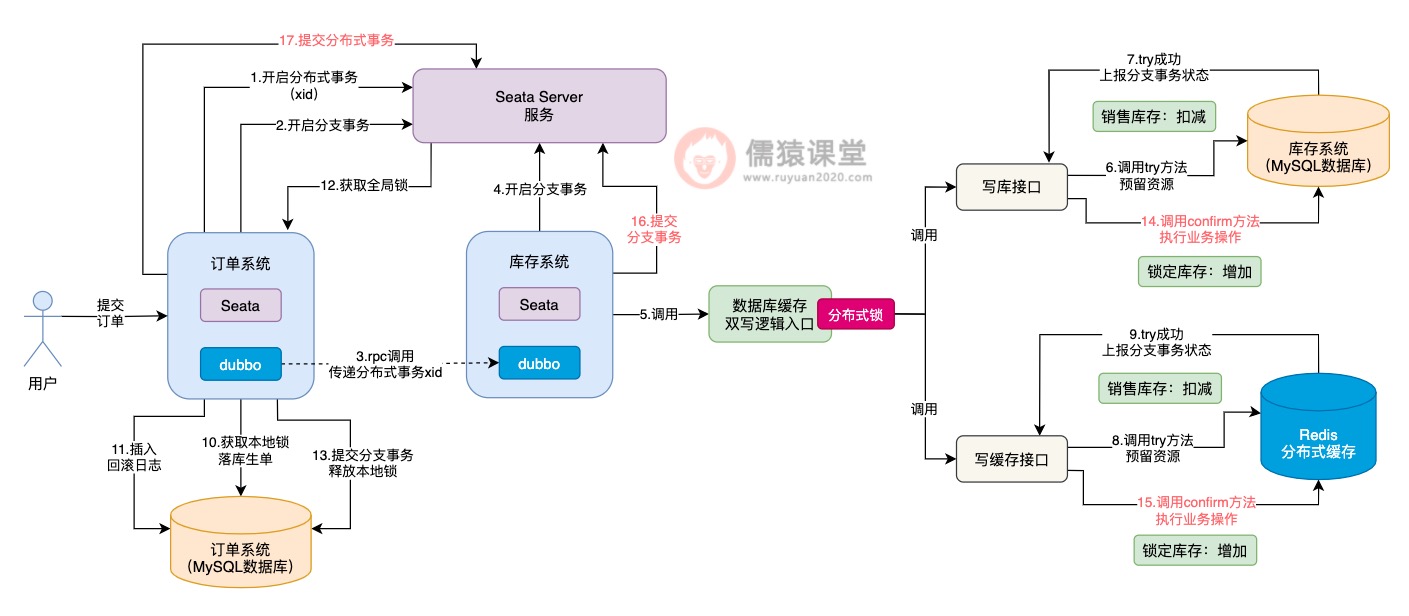 17.提交分布式事务
1.开启分布式事务
(xid)
2.开启分支事务
Seata Server
服务
12.获取全局锁
4.开启分支事务
16.提交
分支事务
儒猿课堂
www.ruyuan2020.com
7.try成功
上报分支事务状态
销售库存：扣减
库存系统
(MySQL数据库)
写库接口
6.调用try方法
预留资源
14.调用confirm方法
执行业务操作
锁定库存：增加
调用
订单系统
Seata
dubbo
库存系统
Seata
dubbo
用户
提交
订单
3.rpc调用
传递分布式事务xid
5.调用
数据库缓存
双写逻辑入口
分布式锁
调用
9.try成功
上报分支事务状态
销售库存：扣减
写缓存接口
8.调用try方法
预留资源
Redis
分布式缓存
15.调用confirm方法
执行业务操作
锁定库存：增加
11.插入
回滚日志
10.获取本地锁
落库生单
13.提交分支事务
释放本地锁
订单系统
(MySQL数据库)